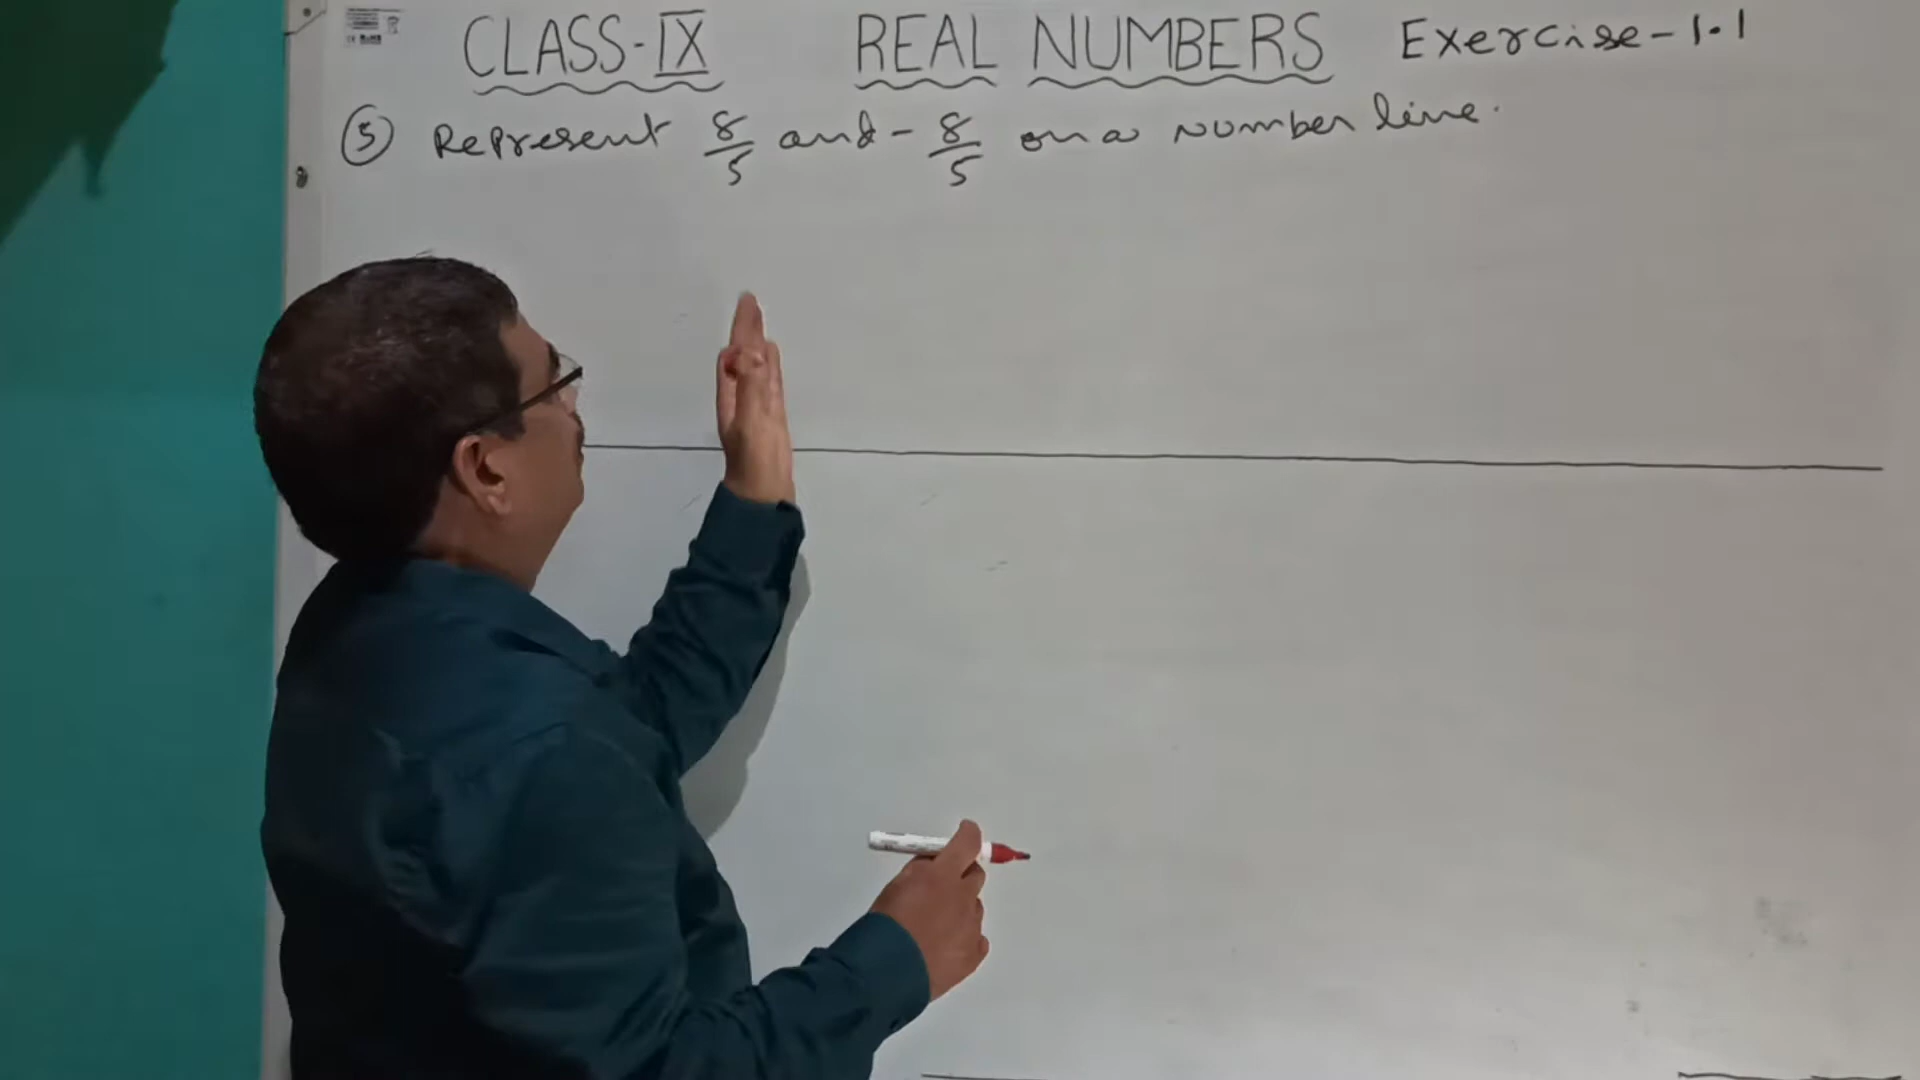 CLASS-IX REAL NUMBERS Exercise-1.1
⑤ Represent 8/5 and -8/5 on a number line.